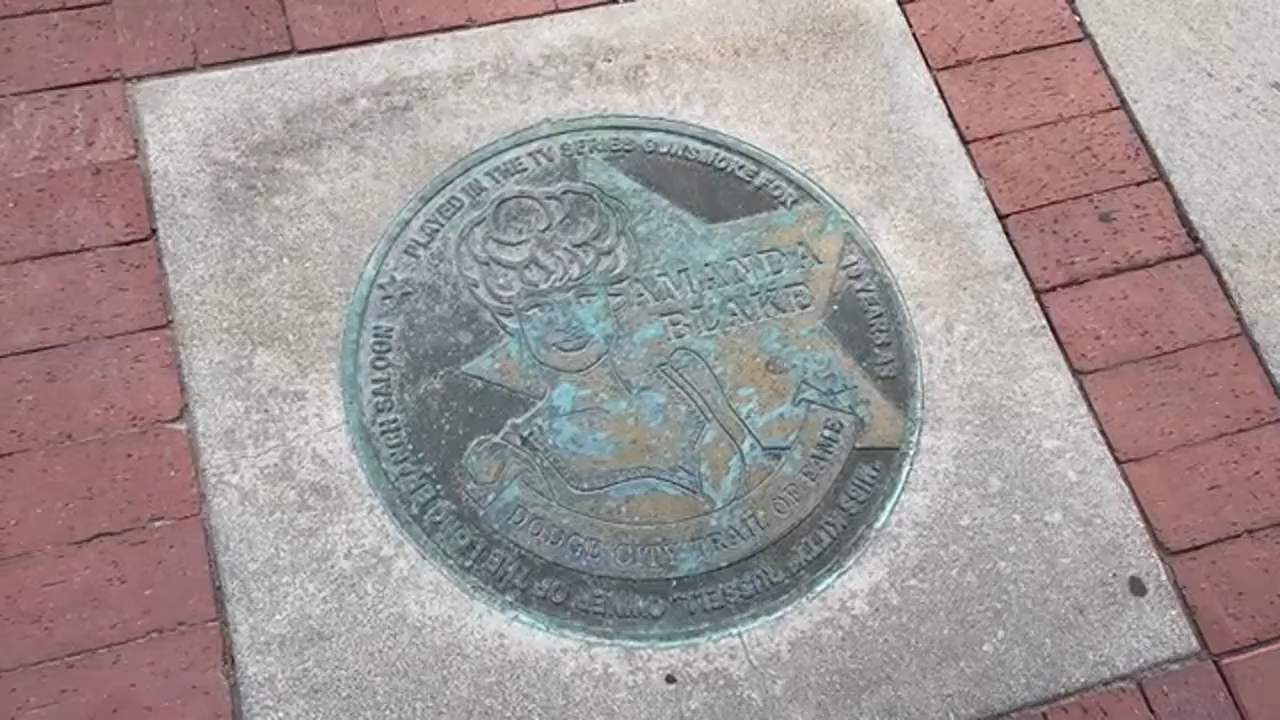 AMANDA
BLAKE
DODGE CITY TRAIL OF FAME
PLAYED IN THE TV SERIES GUNSMOKE FOR 19 YEARS AS "MISS KITTY" RUSSELL, OWNER OF THE LONG BRANCH SALOON